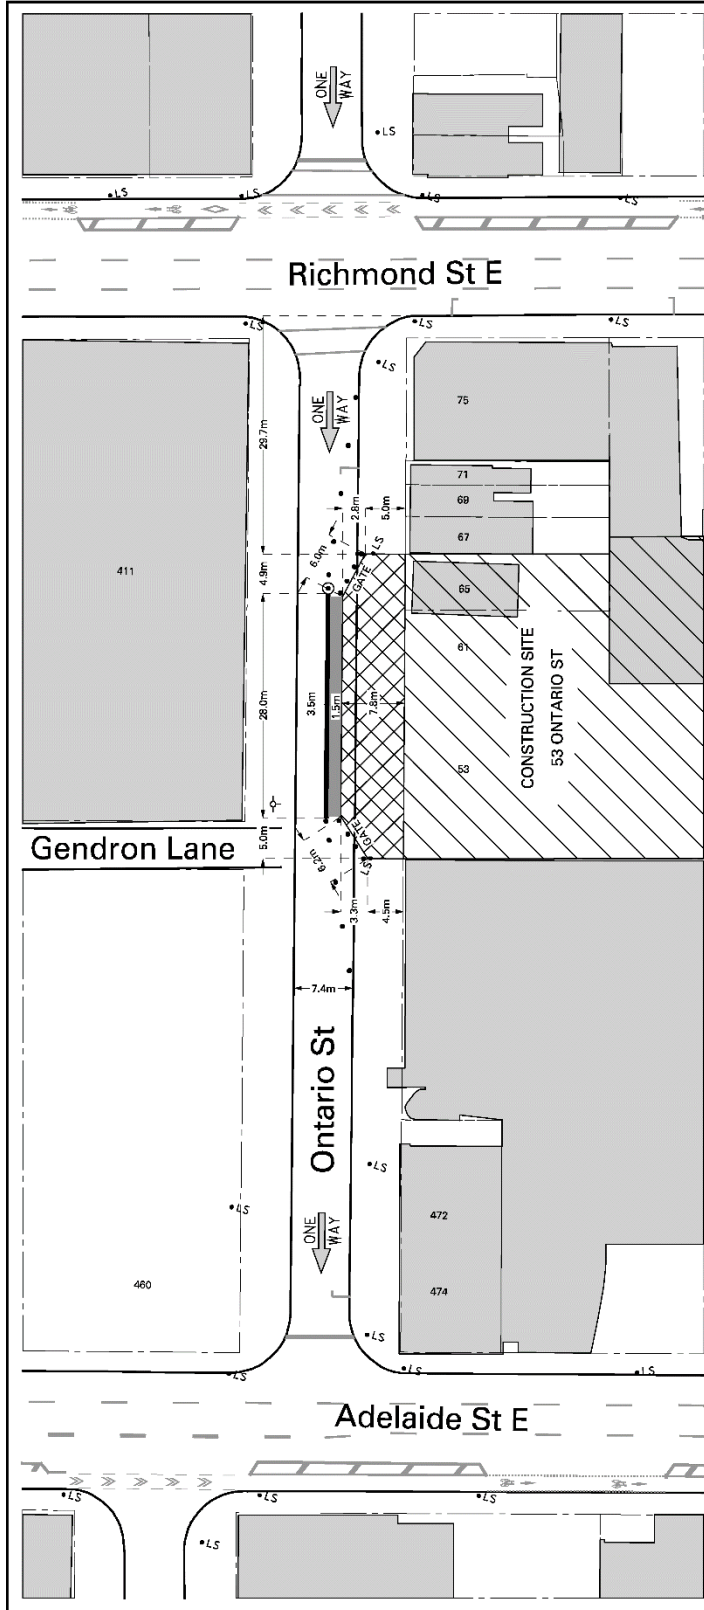 ONE
WAY
LS
LS
LS
LS
LS
Richmond St E
LS
LS
LS
LS
ONE
WAY
75
29.7m
71
69
67
2.8m
5.0m
6.0m
LS
GATE
4.9m
411
65
61
CONSTRUCTION SITE
53 ONTARIO ST
3.5m
1.5m
7.8m
28.0m
53
Gendron Lane
5.0m
GATE
6.2m
LS
3.3m
4.5m
7.4m
Ontario St
LS
LS
472
ONE
WAY
460
474
LS
LS
LS
LS
Adelaide St E
LS
LS
LS
LS